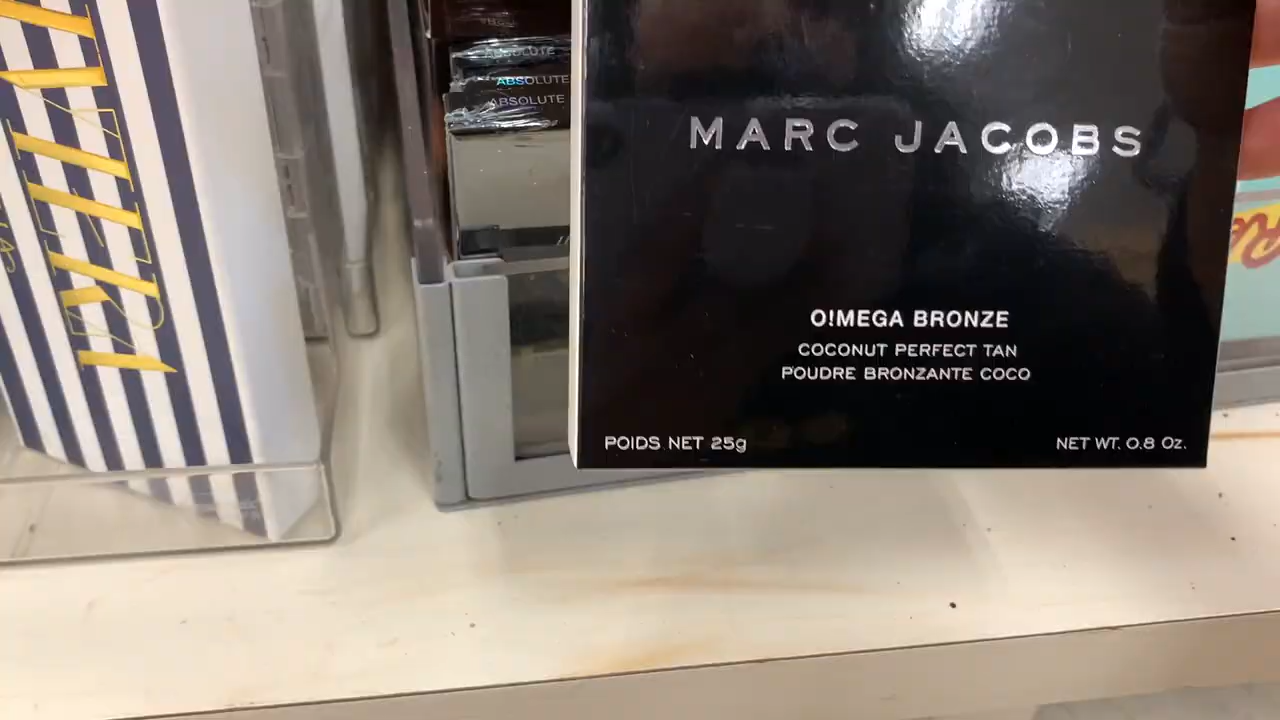 ABSOLUTE
ABSOLUTE
ABSOLUTE
MARC JACOBS
O!MEGA BRONZE
COCONUT PERFECT TAN
POUDRE BRONZANTE COCO
POIDS NET 25g
NET WT. 0.8 Oz.